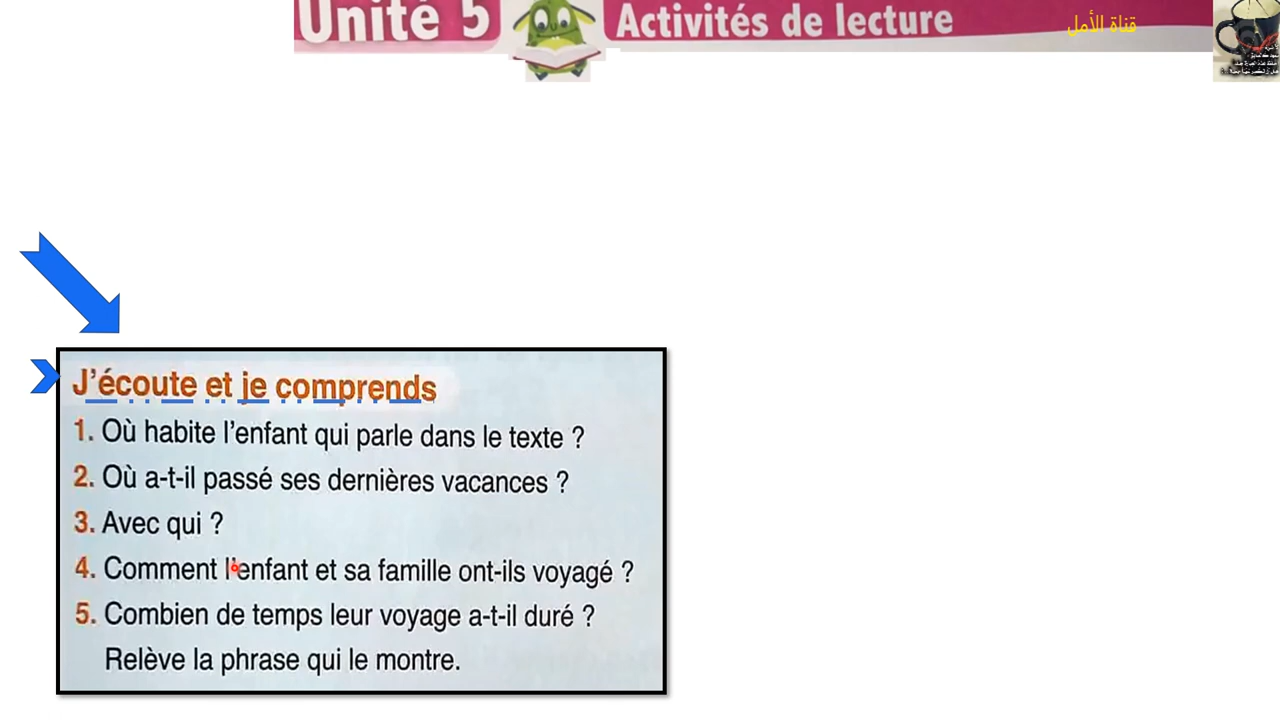 Unité 5
Activités de lecture
قناة الأمل
J'écoute et je comprends
1. Où habite l'enfant qui parle dans le texte ?
2. Où a-t-il passé ses dernières vacances ?
3. Avec qui ?
4. Comment l'enfant et sa famille ont-ils voyagé ?
5. Combien de temps leur voyage a-t-il duré ?
Relève la phrase qui le montre.